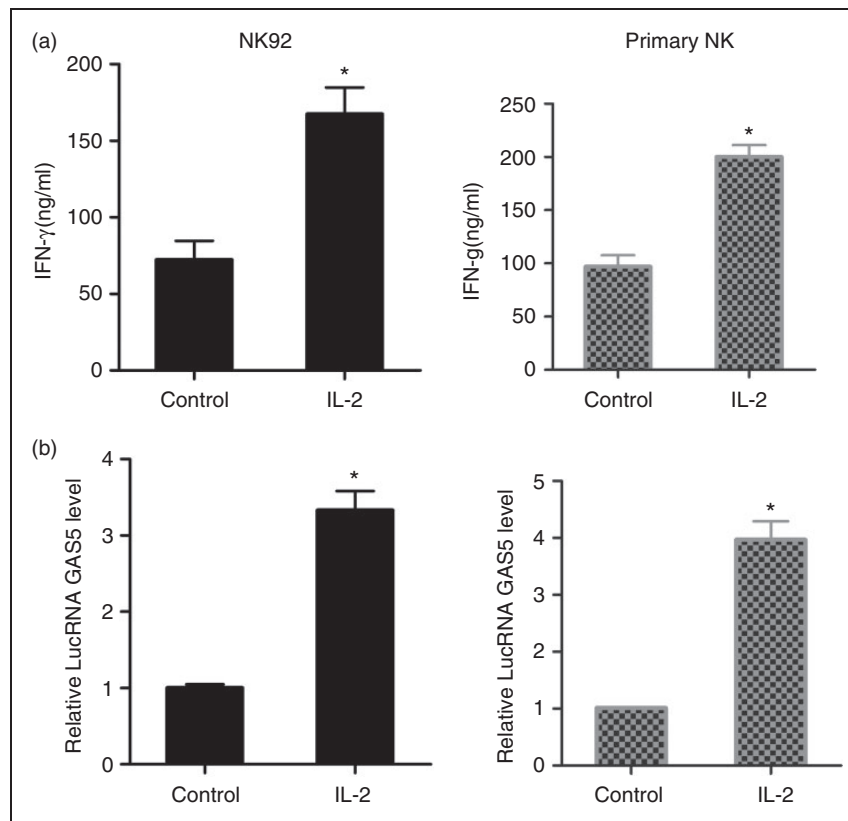 (a)
NK92
Primary NK
IFN-γ(ng/ml)
200
150
100
50
0
*
Control
IL-2
IFN-g(ng/ml)
250
200
150
100
50
0
*
Control
IL-2
(b)
Relative LucRNA GAS5 level
4
3
2
1
0
*
Control
IL-2
Relative LucRNA GAS5 level
5
4
3
2
1
0
*
Control
IL-2